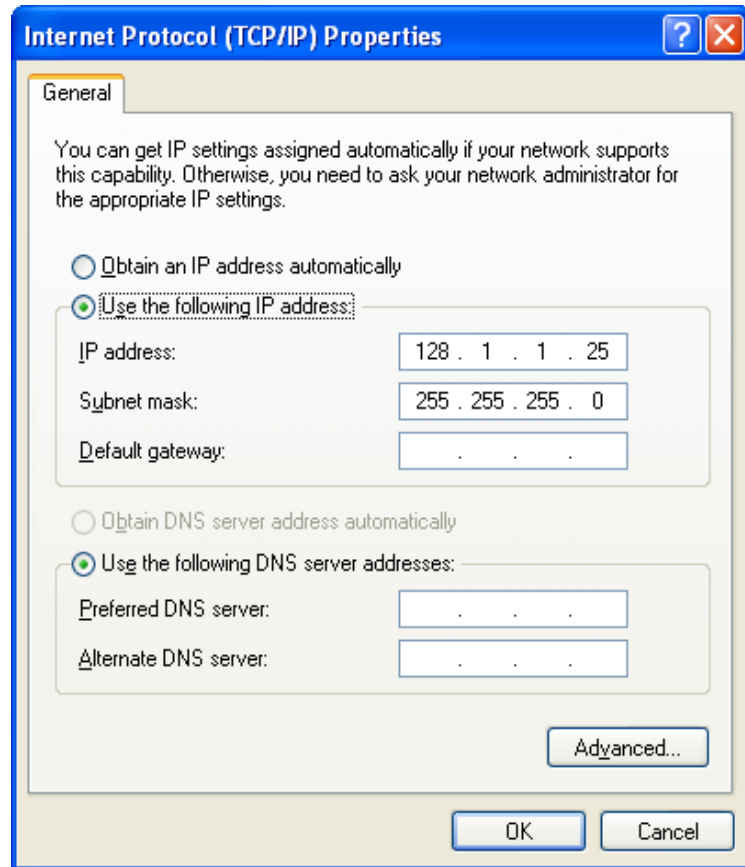 Internet Protocol (TCP/IP) Properties
General
You can get IP settings assigned automatically if your network supports
this capability. Otherwise, you need to ask your network administrator for
the appropriate IP settings.
Obtain an IP address automatically
Use the following IP address:
IP address: 128 . 1 . 1 . 25
Subnet mask: 255 . 255 . 255 . 0
Default gateway: . . .
Obtain DNS server address automatically
Use the following DNS server addresses:
Preferred DNS server: . . .
Alternate DNS server: . . .
Advanced...
OK Cancel